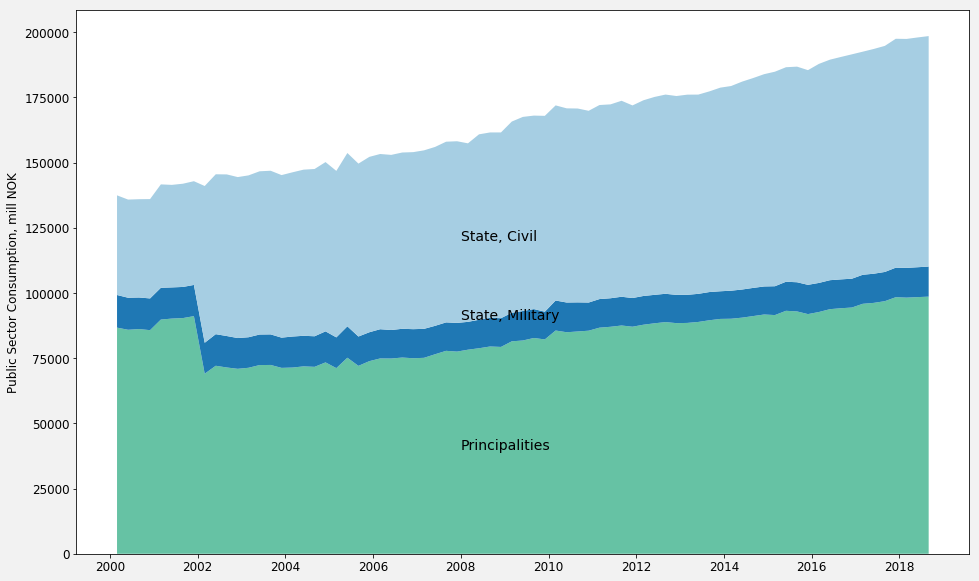 200000
175000
150000
125000
100000
75000
50000
25000
0
Public Sector Consumption, mill NOK
State, Civil
State, Military
Principalities
2000 2002 2004 2006 2008 2010 2012 2014 2016 2018